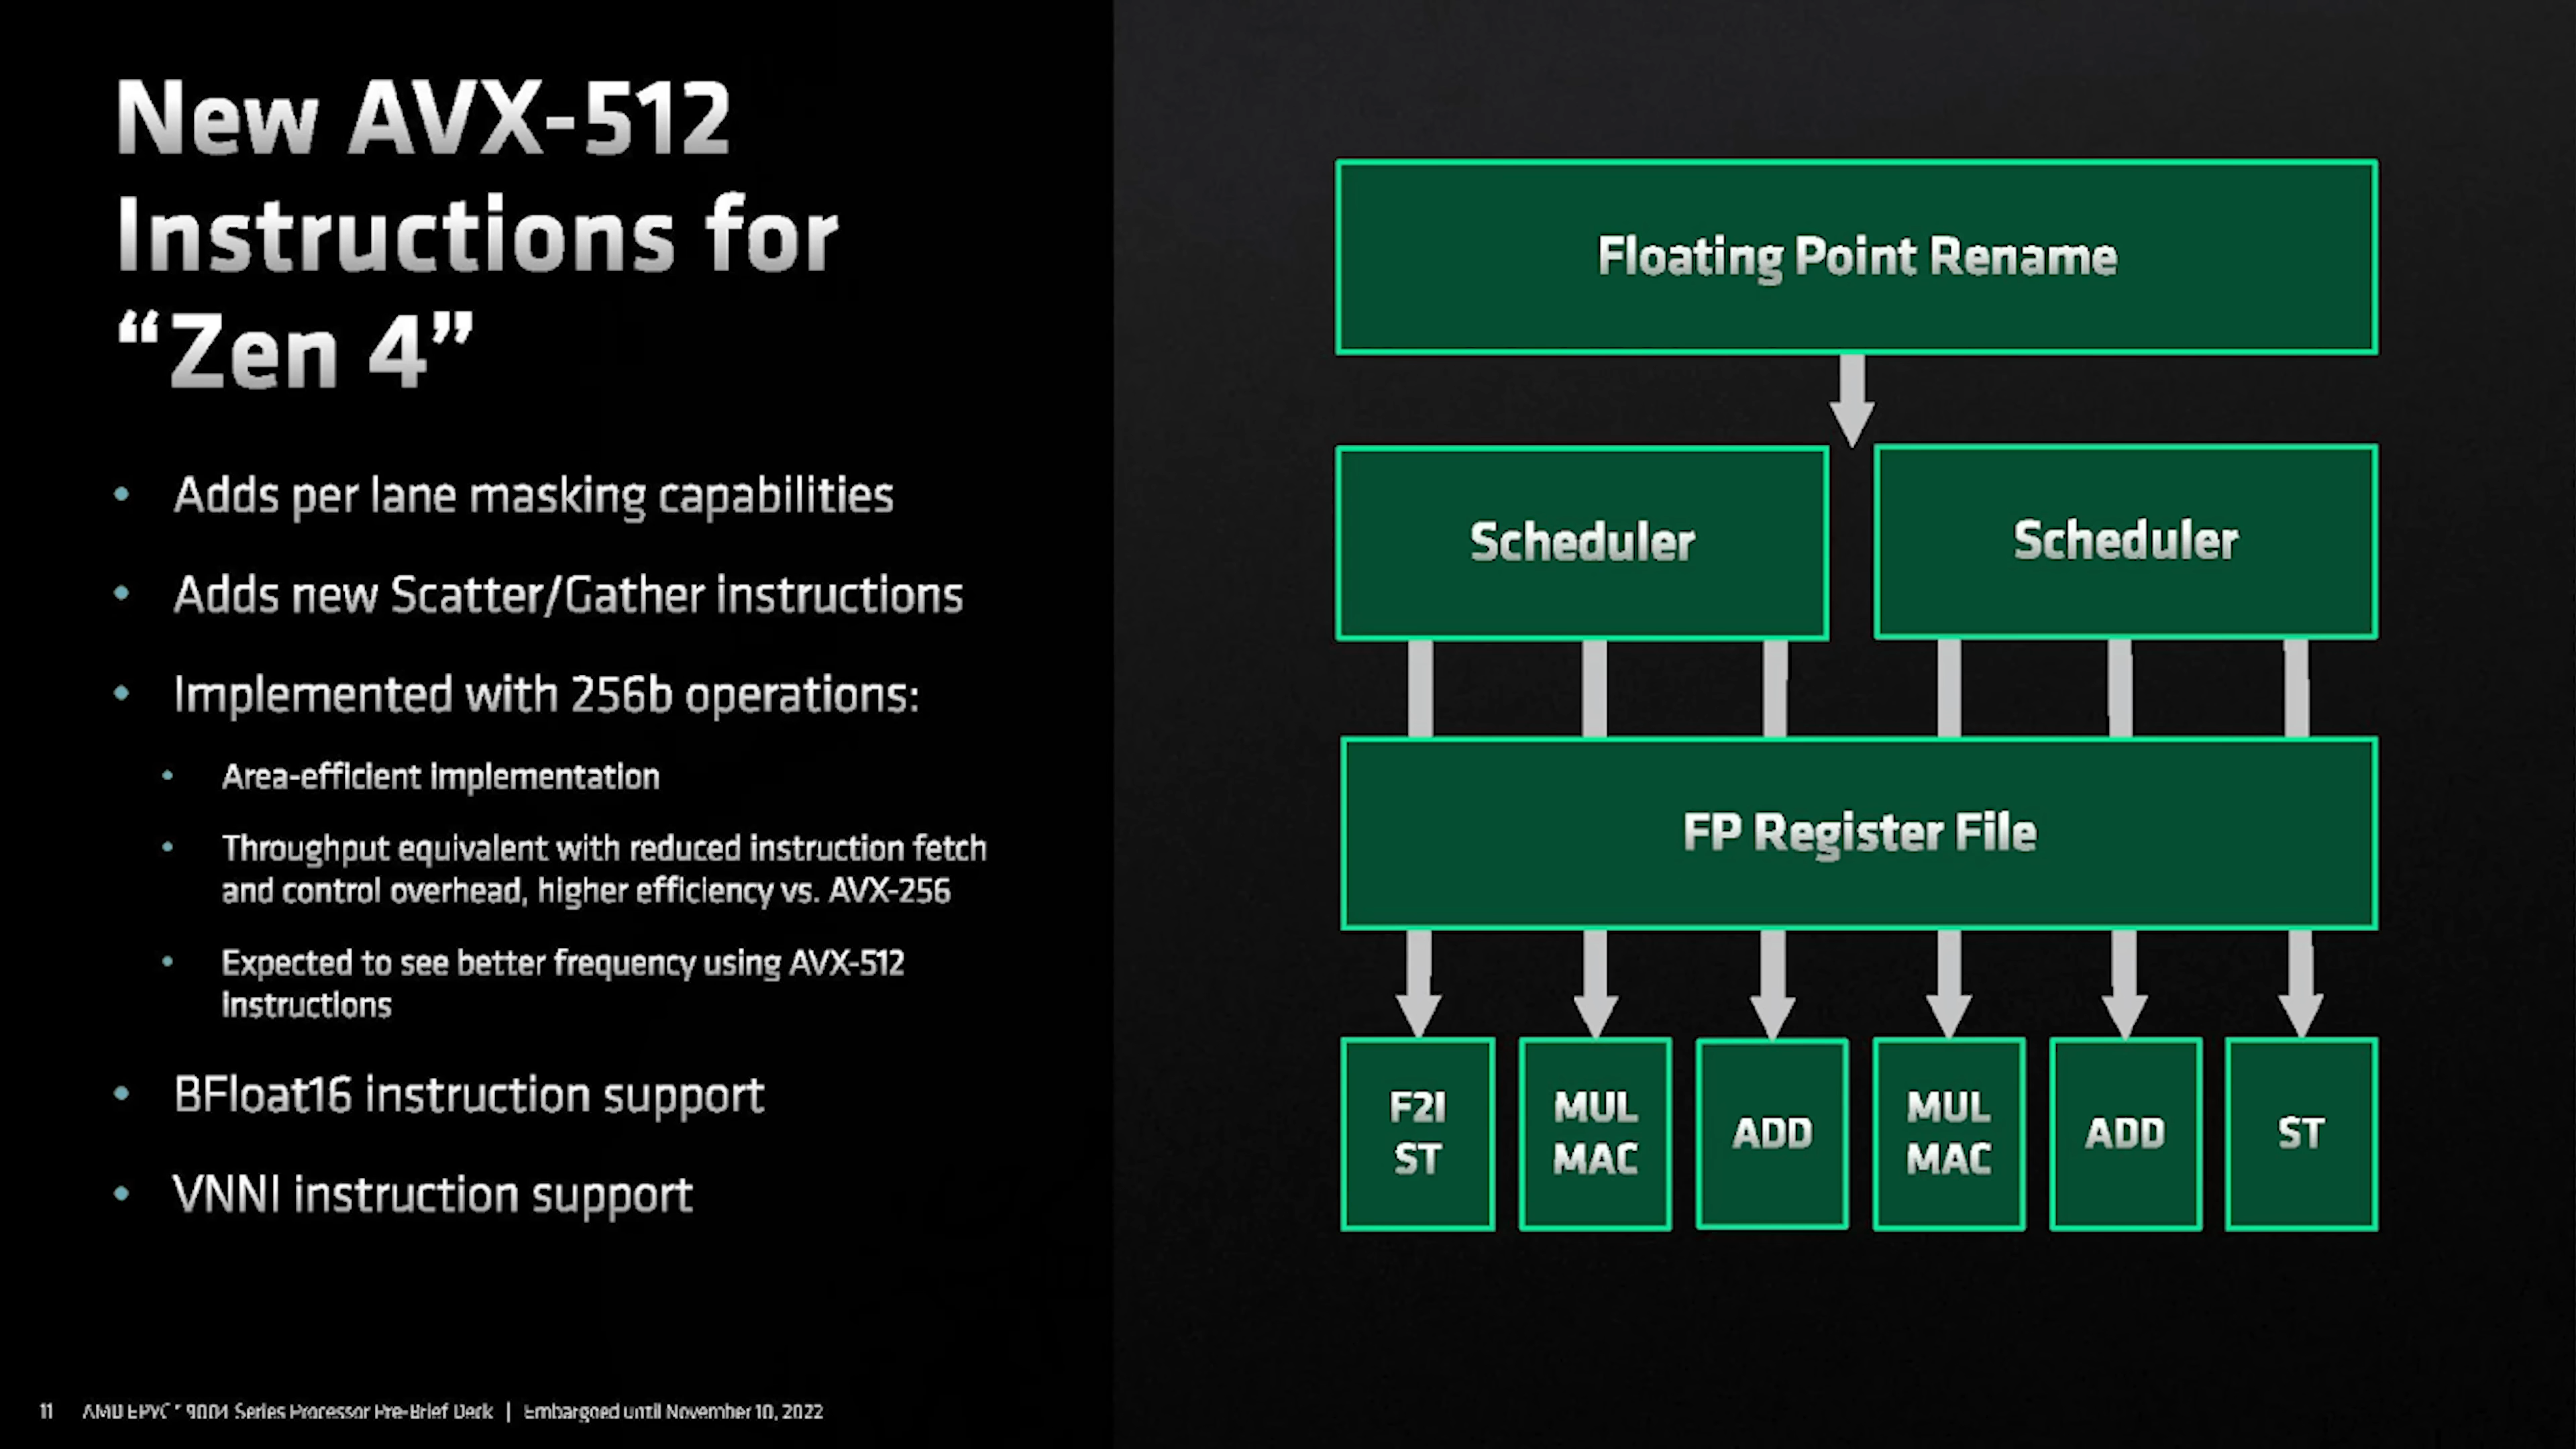 New AVX-512
Instructions for
“Zen 4”
• Adds per lane masking capabilities
• Adds new Scatter/Gather instructions
• Implemented with 256b operations:
• Area-efficient implementation
• Throughput equivalent with reduced instruction fetch
and control overhead, higher efficiency vs. AVX-256
• Expected to see better frequency using AVX-512
instructions
• BFloat16 instruction support
• VNNI instruction support
Floating Point Rename
Scheduler
Scheduler
FP Register File
F2I
ST
MUL
MAC
ADD
MUL
MAC
ADD
ST
11 AMD EPYC™ 9004 Series Processor Pre-Brief Deck | Embargoed until November 10, 2022